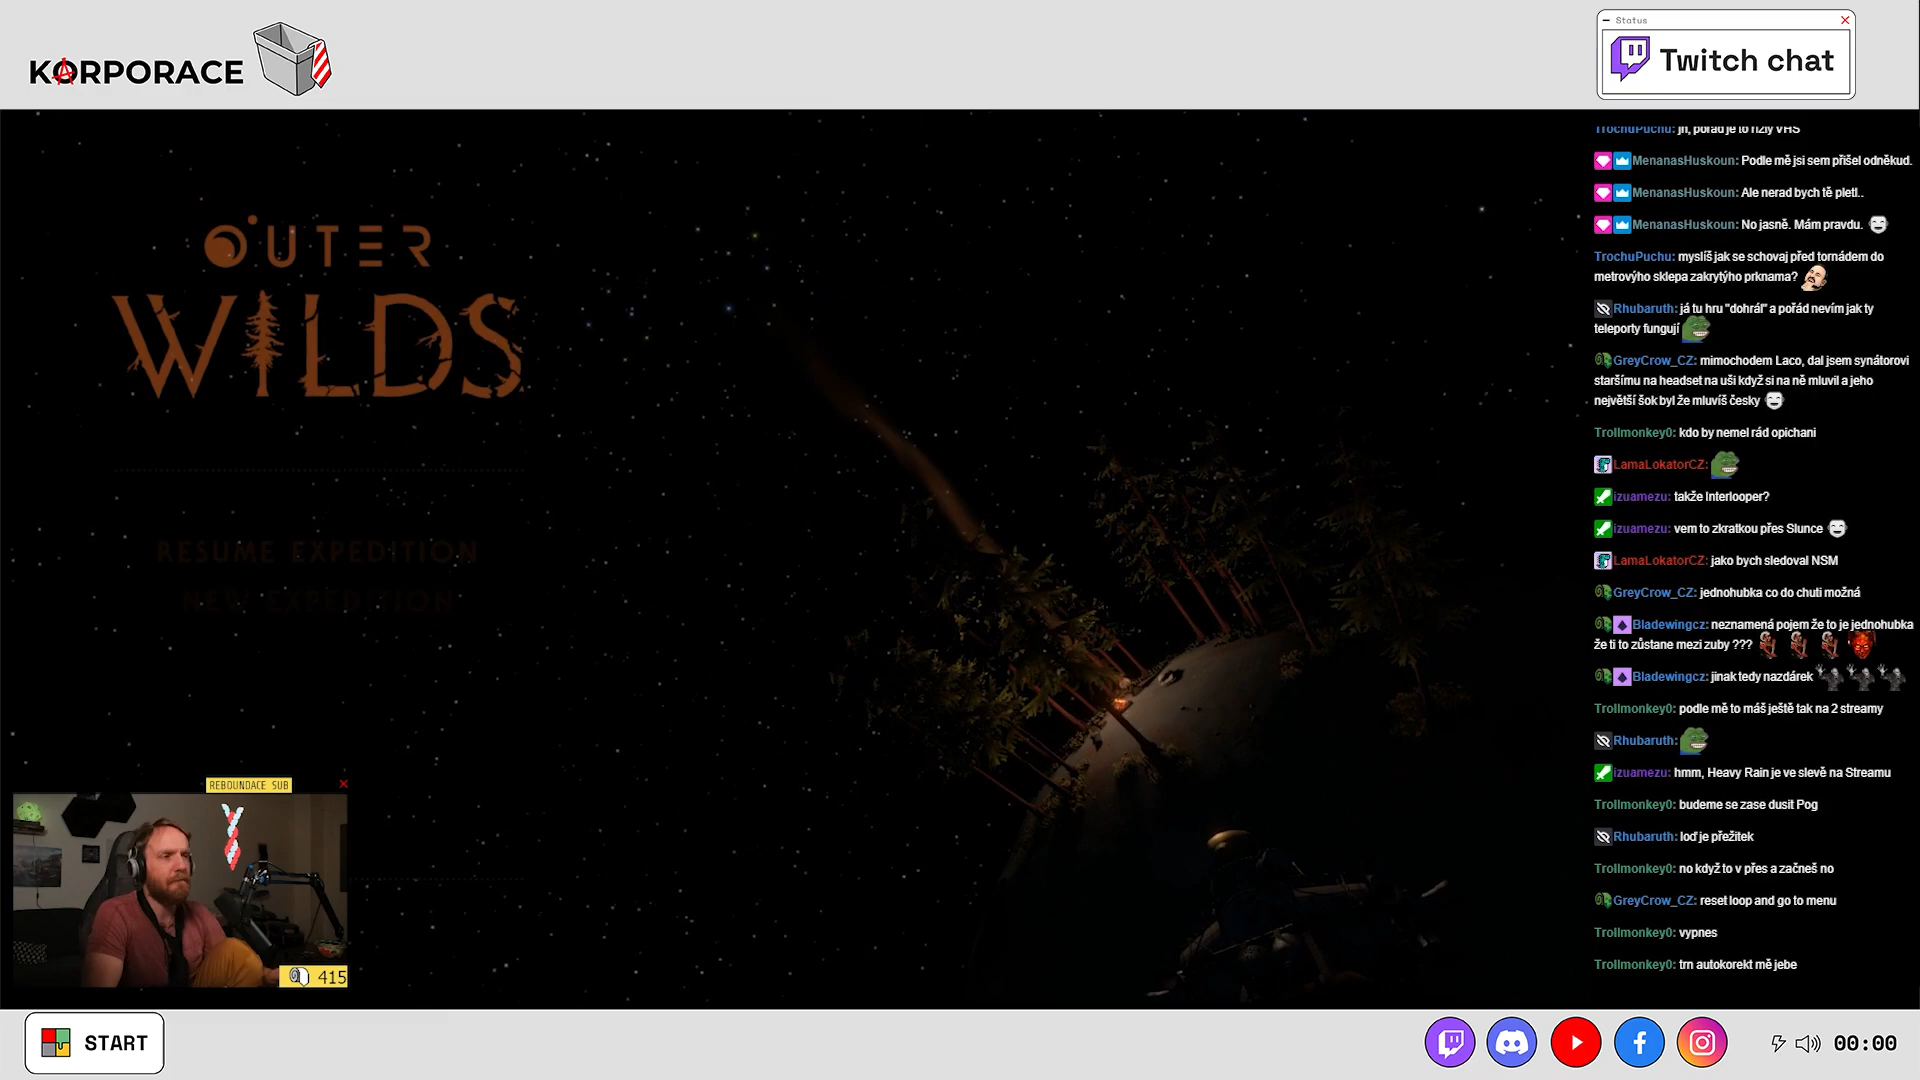 KORPORACE
Status
Twitch chat
TrochuPuchu: jn, pořád je to rizly VHS
MenanasHuskoun: Podle mě jsi sem přišel odněkud.
MenanasHuskoun: Ale nerad bych tě pletl..
MenanasHuskoun: No jasně. Mám pravdu.
TrochuPuchu: myslíš jak se schovaj před tornádem do
metrovýho sklepa zakrytýho prknama?
Rhubaruth: já tu hru "dohrál" a pořád nevím jak ty
teleporty fungují
GreyCrow_CZ: mimochodem Laco, dal jsem synátorovi
staršímu na headset na uši když si na ně mluvil a jeho
největší šok byl že mluvíš česky
Trollmonkey0: kdo by nemel rád opichani
LamaLokatorCZ:
izuamezu: takže Interlooper?
izuamezu: vem to zkratkou přes Slunce
LamaLokatorCZ: jako bych sledoval NSM
GreyCrow_CZ: jednohubka co do chuti možná
Bladewingcz: neznamená pojem že to je jednohubka
že ti to zůstane mezi zuby ???
Bladewingcz: jinak tedy nazdárek
Trollmonkey0: podle mě to máš ještě tak na 2 streamy
Rhubaruth:
izuamezu: hmm, Heavy Rain je ve slevě na Streamu
Trollmonkey0: budeme se zase dusit Pog
Rhubaruth: loď je přežitek
Trollmonkey0: no když to v přes a začneš no
GreyCrow_CZ: reset loop and go to menu
Trollmonkey0: vypnes
Trollmonkey0: trn autokorekt mě jebe
OUTER
WILDS
RESUME EXPEDITION
NEW EXPEDITION
REBOUNDACE SUB
415
START
00:00